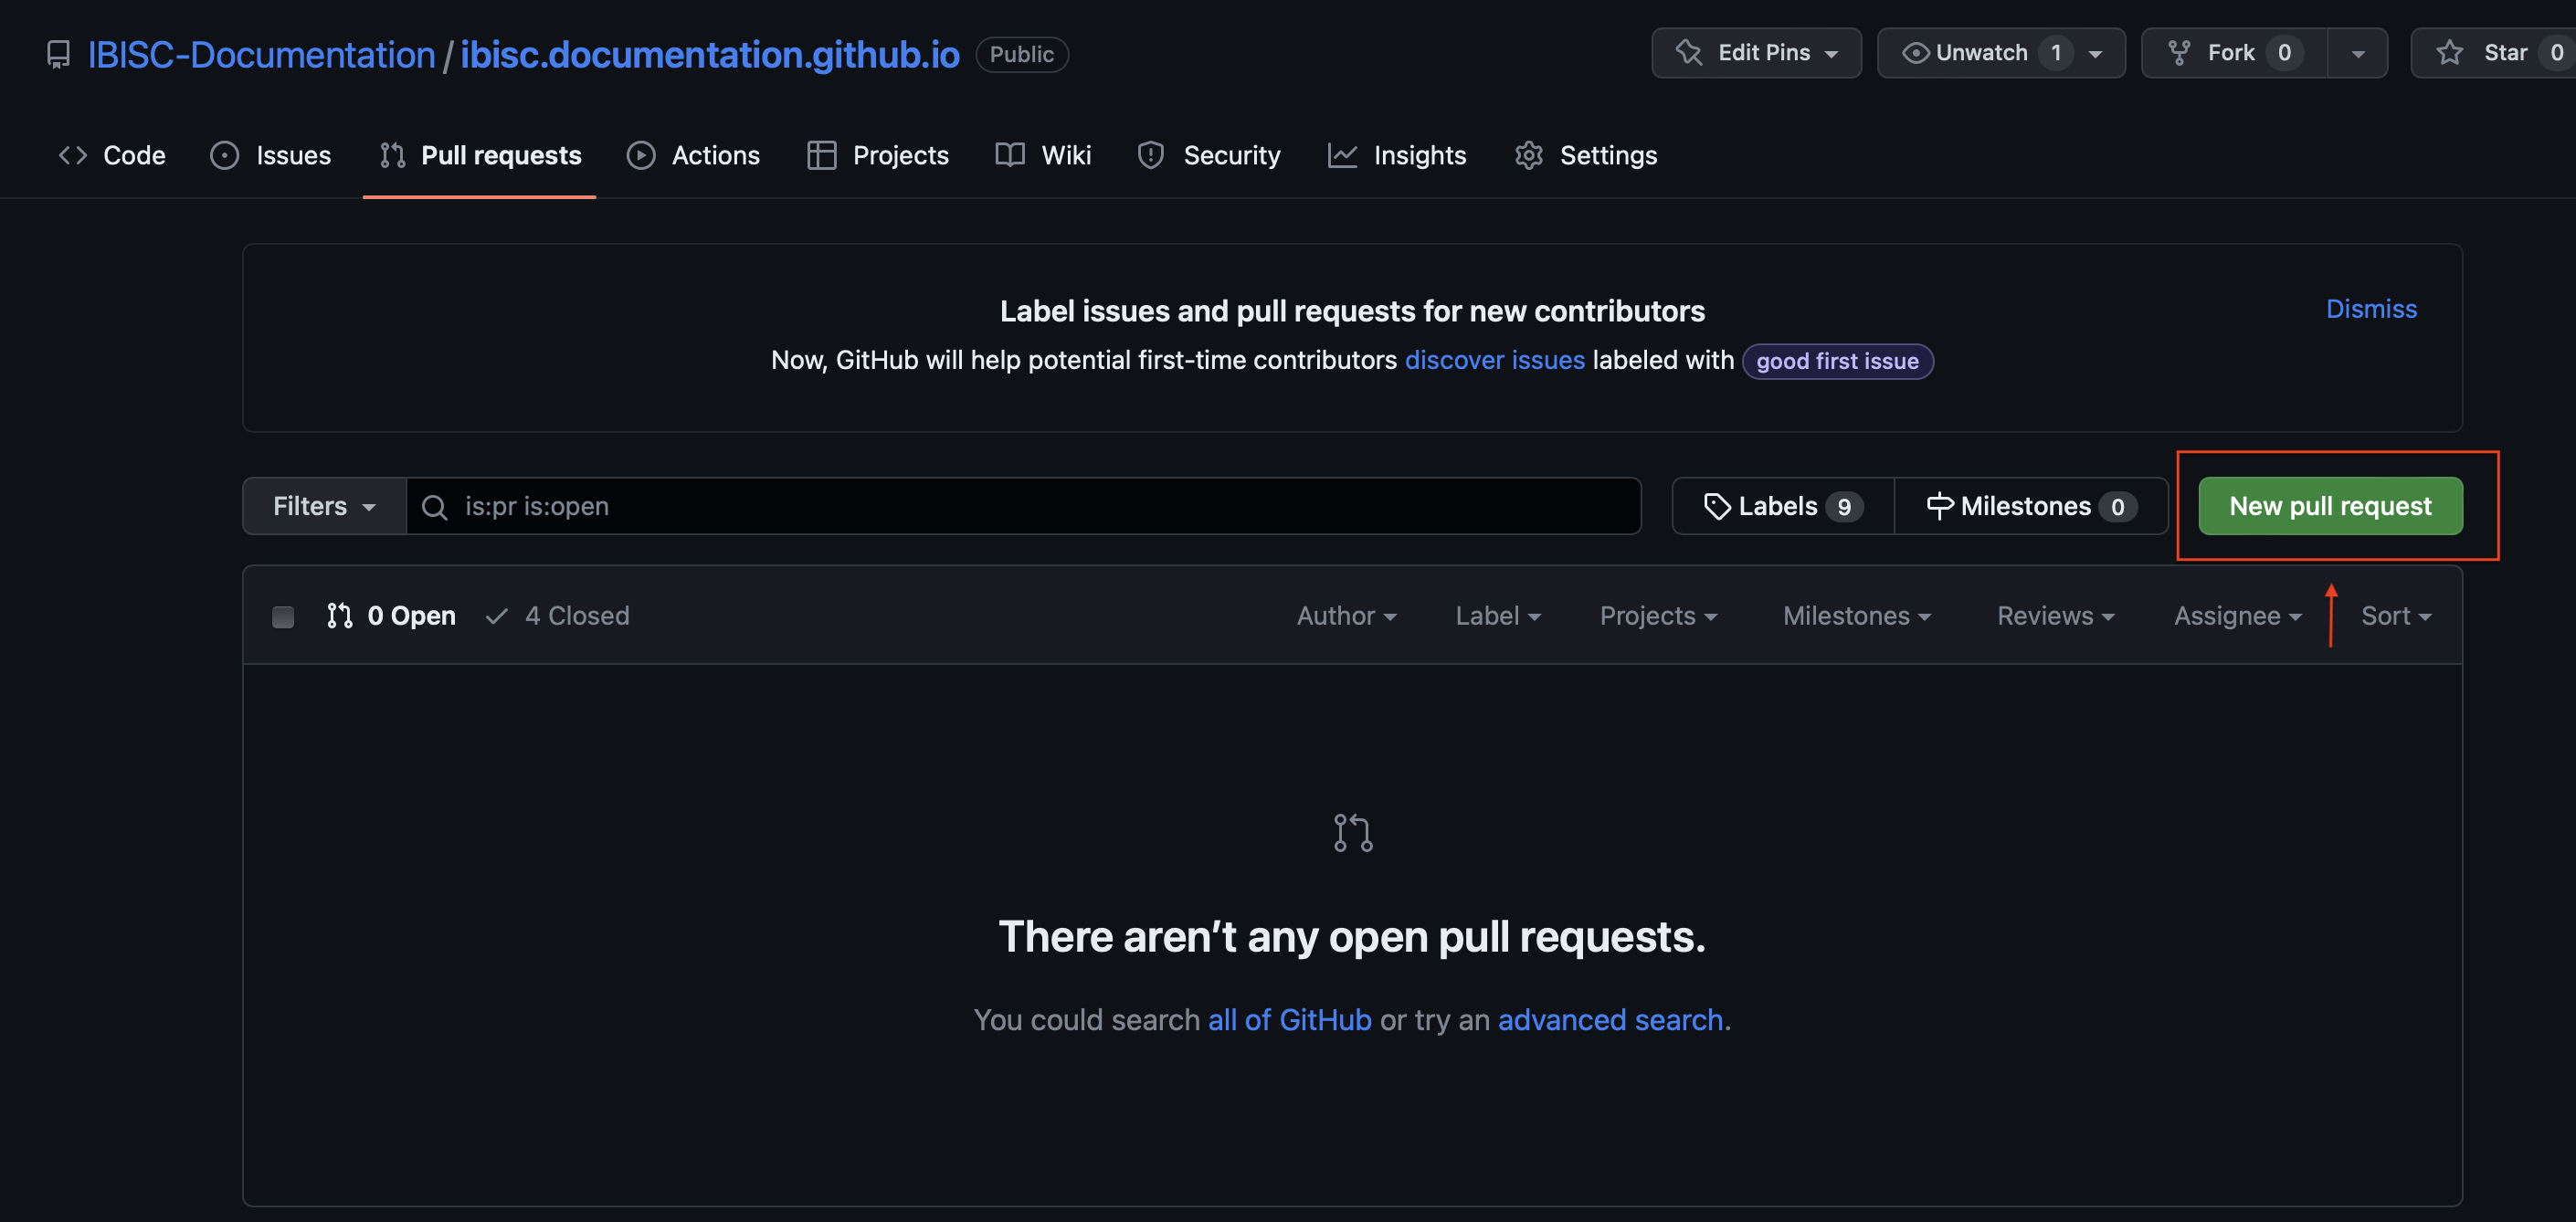 IBISC-Documentation / ibisc.documentation.github.io Public Edit Pins Unwatch 1 Fork 0 Star 0
Code Issues Pull requests Actions Projects Wiki Security Insights Settings
Label issues and pull requests for new contributors
Dismiss
Now, GitHub will help potential first-time contributors discover issues labeled with good first issue
Filters is:pr is:open Labels 9 Milestones 0 New pull request
0 Open 4 Closed Author Label Projects Milestones Reviews Assignee Sort
There aren’t any open pull requests.
You could search all of GitHub or try an advanced search.